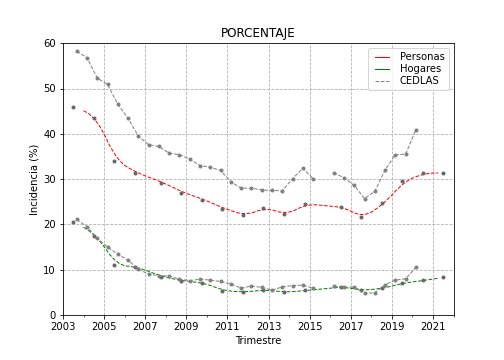 PORCENTAJE
Incidencia (%)
60
50
40
30
20
10
0
Personas
Hogares
CEDLAS
2003 2005 2007 2009 2011 2013 2015 2017 2019 2021
Trimestre